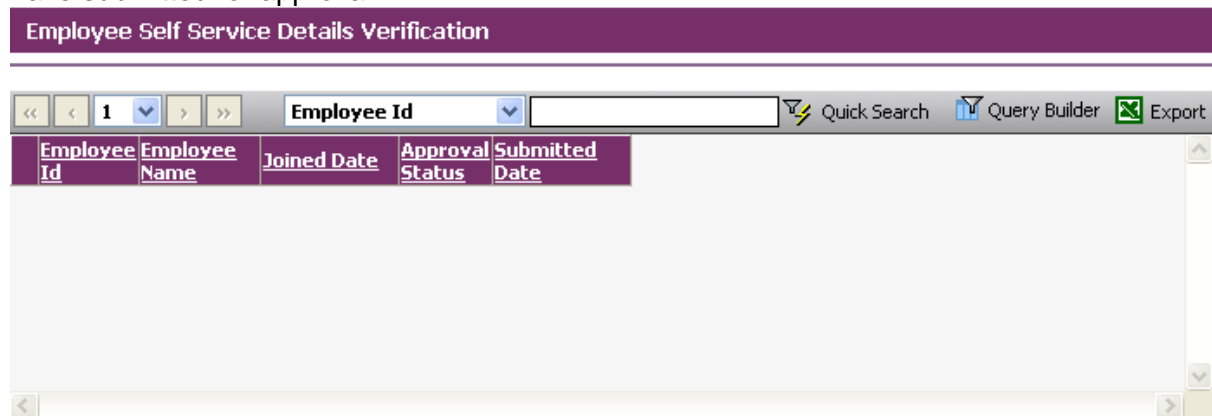 Employee Self Service Details Verification
<< < 1 > >> Employee Id Quick Search Query Builder Export
Employee Id Employee Name Joined Date Approval Status Submitted Date